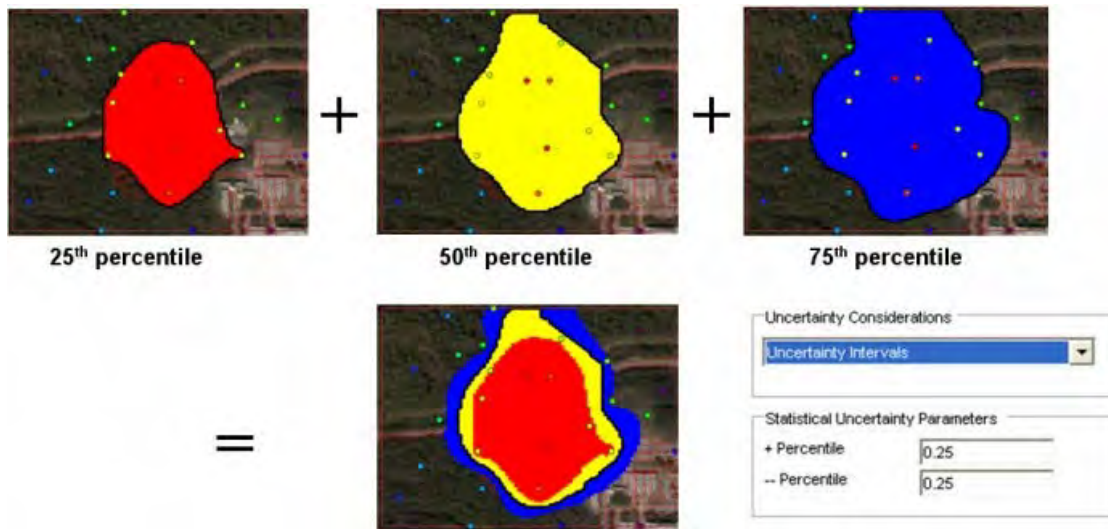 + +
25th percentile 50th percentile 75th percentile
=
Uncertainty Considerations
Uncertainty Intervals
Statistical Uncertainty Parameters
+ Percentile 0.25
-- Percentile 0.25